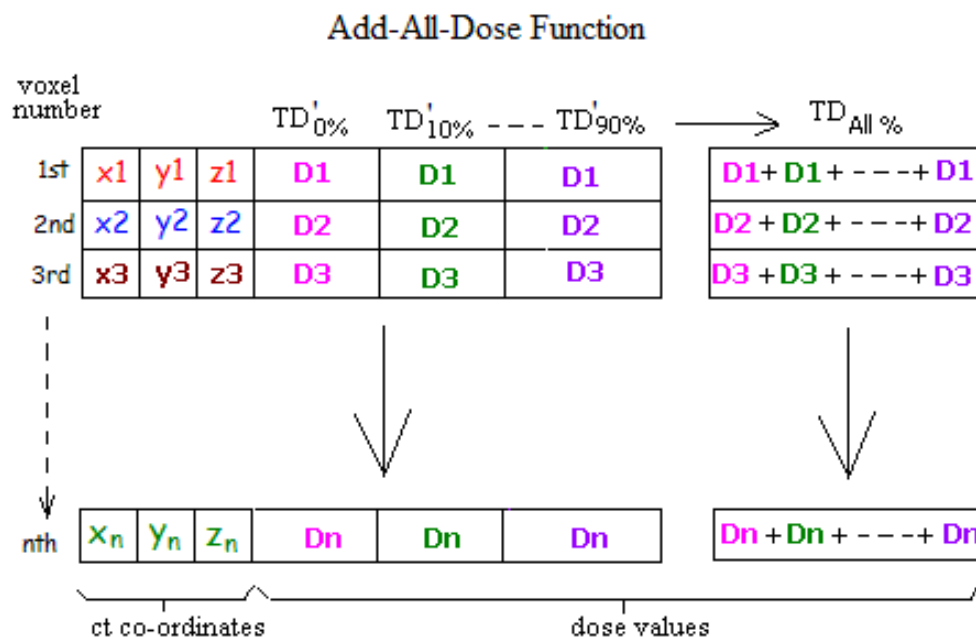 Add-All-Dose Function
voxel
number
TD'0% TD'10% ---- TD'90% TDAll %
1st x1 y1 z1 D1 D1 D1 D1+D1+----+D1
2nd x2 y2 z2 D2 D2 D2 D2+D2+----+D2
3rd x3 y3 z3 D3 D3 D3 D3+D3+----+D3
nth xn yn zn Dn Dn Dn Dn+Dn+----+Dn
ct co-ordinates dose values